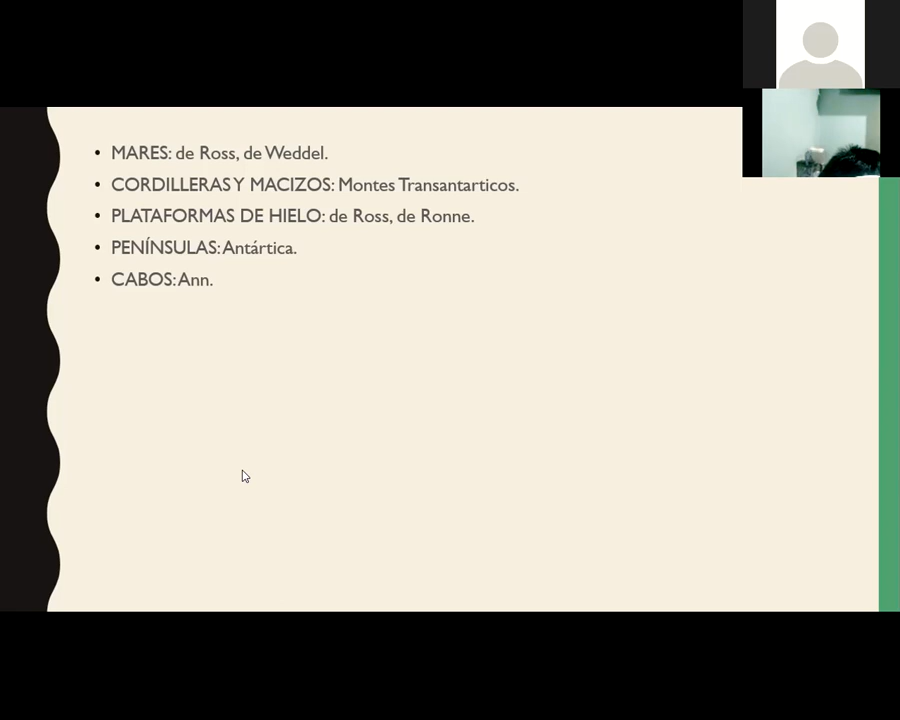 • MARES: de Ross, de Weddel.
• CORDILLERAS Y MACIZOS: Montes Transantarticos.
• PLATAFORMAS DE HIELO: de Ross, de Ronne.
• PENÍNSULAS: Antártica.
• CABOS: Ann.